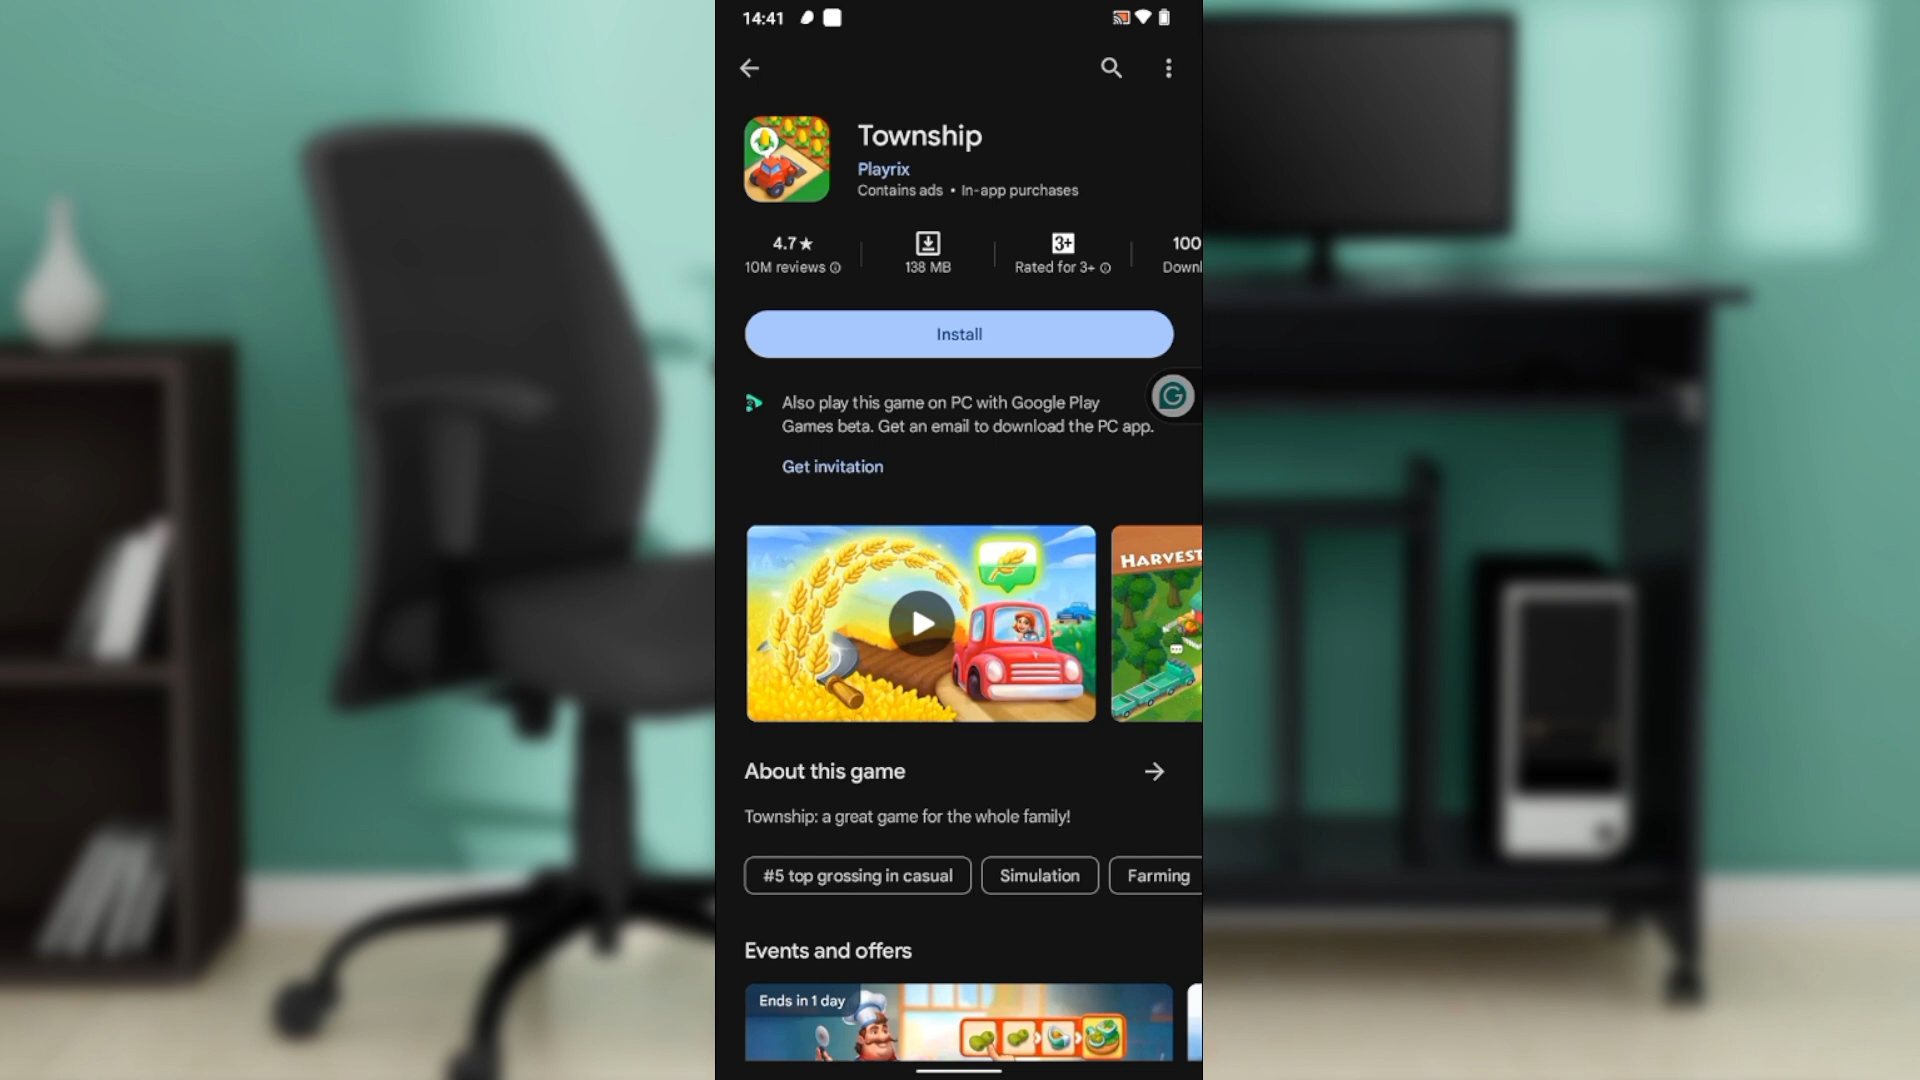 14:41
Township
Playrix
Contains ads • In-app purchases
4.7★
10M reviews
138 MB
3+
Rated for 3+
100
Downl
Install
Also play this game on PC with Google Play
Games beta. Get an email to download the PC app.
Get invitation
HARVEST
About this game
Township: a great game for the whole family!
#5 top grossing in casual
Simulation
Farming
Events and offers
Ends in 1 day